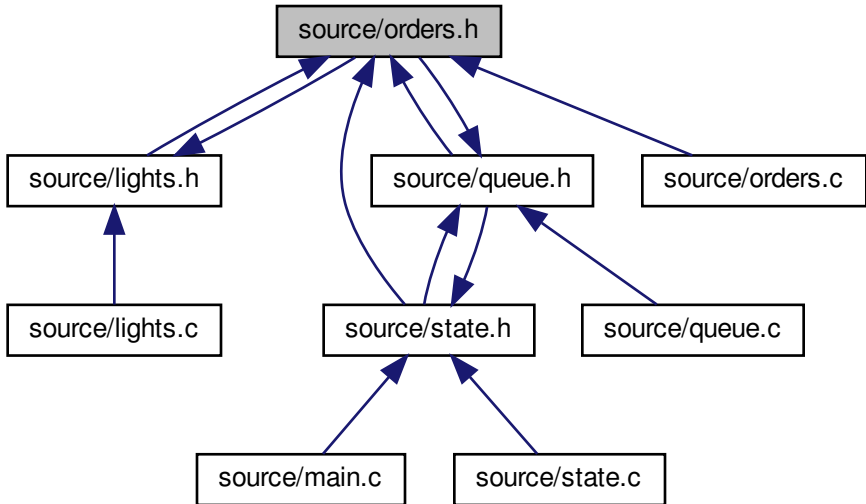 source/orders.h
source/lights.h
source/queue.h
source/orders.c
source/lights.c
source/state.h
source/queue.c
source/main.c
source/state.c